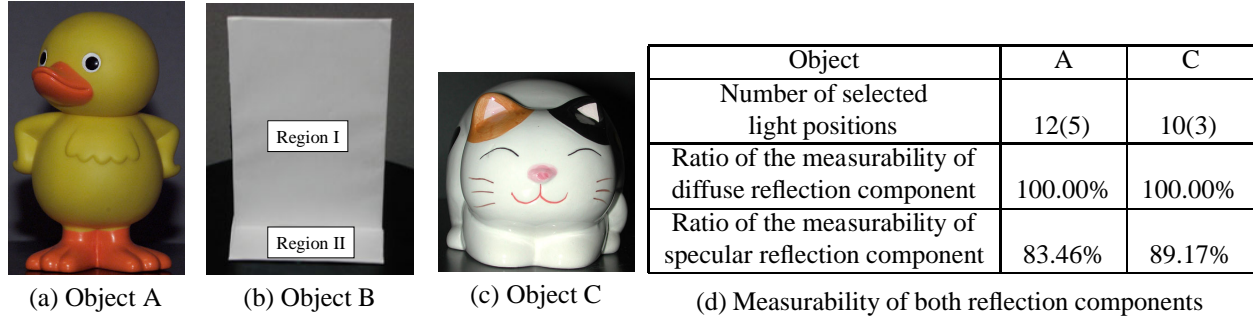 Region I
Region II
(a) Object A
(b) Object B
(c) Object C
Object A C
Number of selected
light positions 12(5) 10(3)
Ratio of the measurability of
diffuse reflection component 100.00% 100.00%
Ratio of the measurability of
specular reflection component 83.46% 89.17%
(d) Measurability of both reflection components